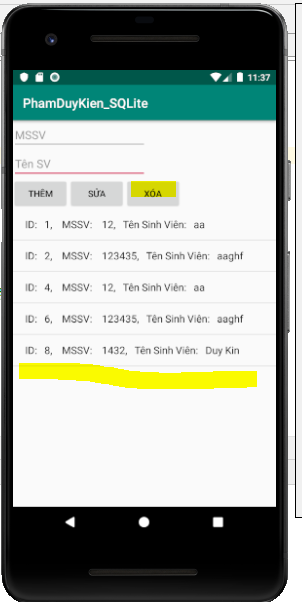 11:37
PhamDuyKien_SQLite
MSSV
Tên SV
THÊM SỬA XÓA
ID: 1, MSSV: 12, Tên Sinh Viên: aa
ID: 2, MSSV: 123435, Tên Sinh Viên: aaghf
ID: 4, MSSV: 12, Tên Sinh Viên: aa
ID: 6, MSSV: 123435, Tên Sinh Viên: aaghf
ID: 8, MSSV: 1432, Tên Sinh Viên: Duy Kin